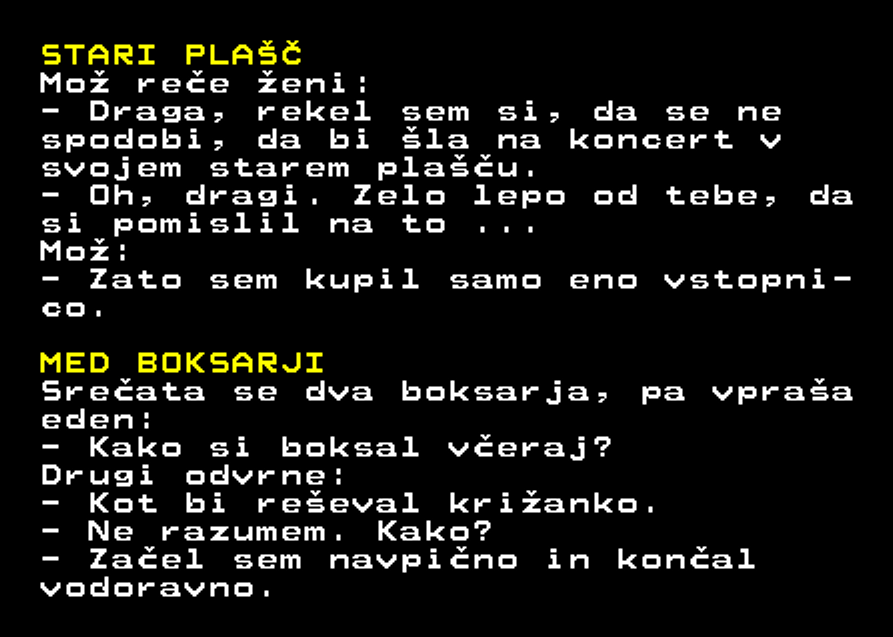 STARI PLAŠČ
Mož reče ženi:
- Draga, rekel sem si, da se ne
spodobi, da bi šla na koncert v
svojem starem plašču.
- Oh, dragi. Zelo lepo od tebe, da
si pomislil na to ...
Mož:
- Zato sem kupil samo eno vstopni-
co.
MED BOKSARJI
Srečata se dva boksarja, pa vpraša
eden:
- Kako si boksal včeraj?
Drugi odvrne:
- Kot bi reševal križanko.
- Ne razumem. Kako?
- Začel sem navpično in končal
vodoravno.